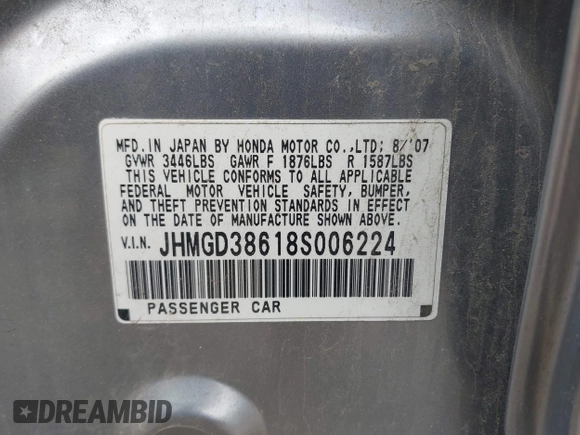 MFD. IN JAPAN BY HONDA MOTOR CO.,LTD; 8/'07
GVWR 3446LBS GAWR F 1876LBS R 1587LBS
THIS VEHICLE CONFORMS TO ALL APPLICABLE
FEDERAL MOTOR VEHICLE SAFETY, BUMPER,
AND THEFT PREVENTION STANDARDS IN EFFECT
ON THE DATE OF MANUFACTURE SHOWN ABOVE.
V.I.N. JHMGD38618S006224
PASSENGER CAR
DREAMBID